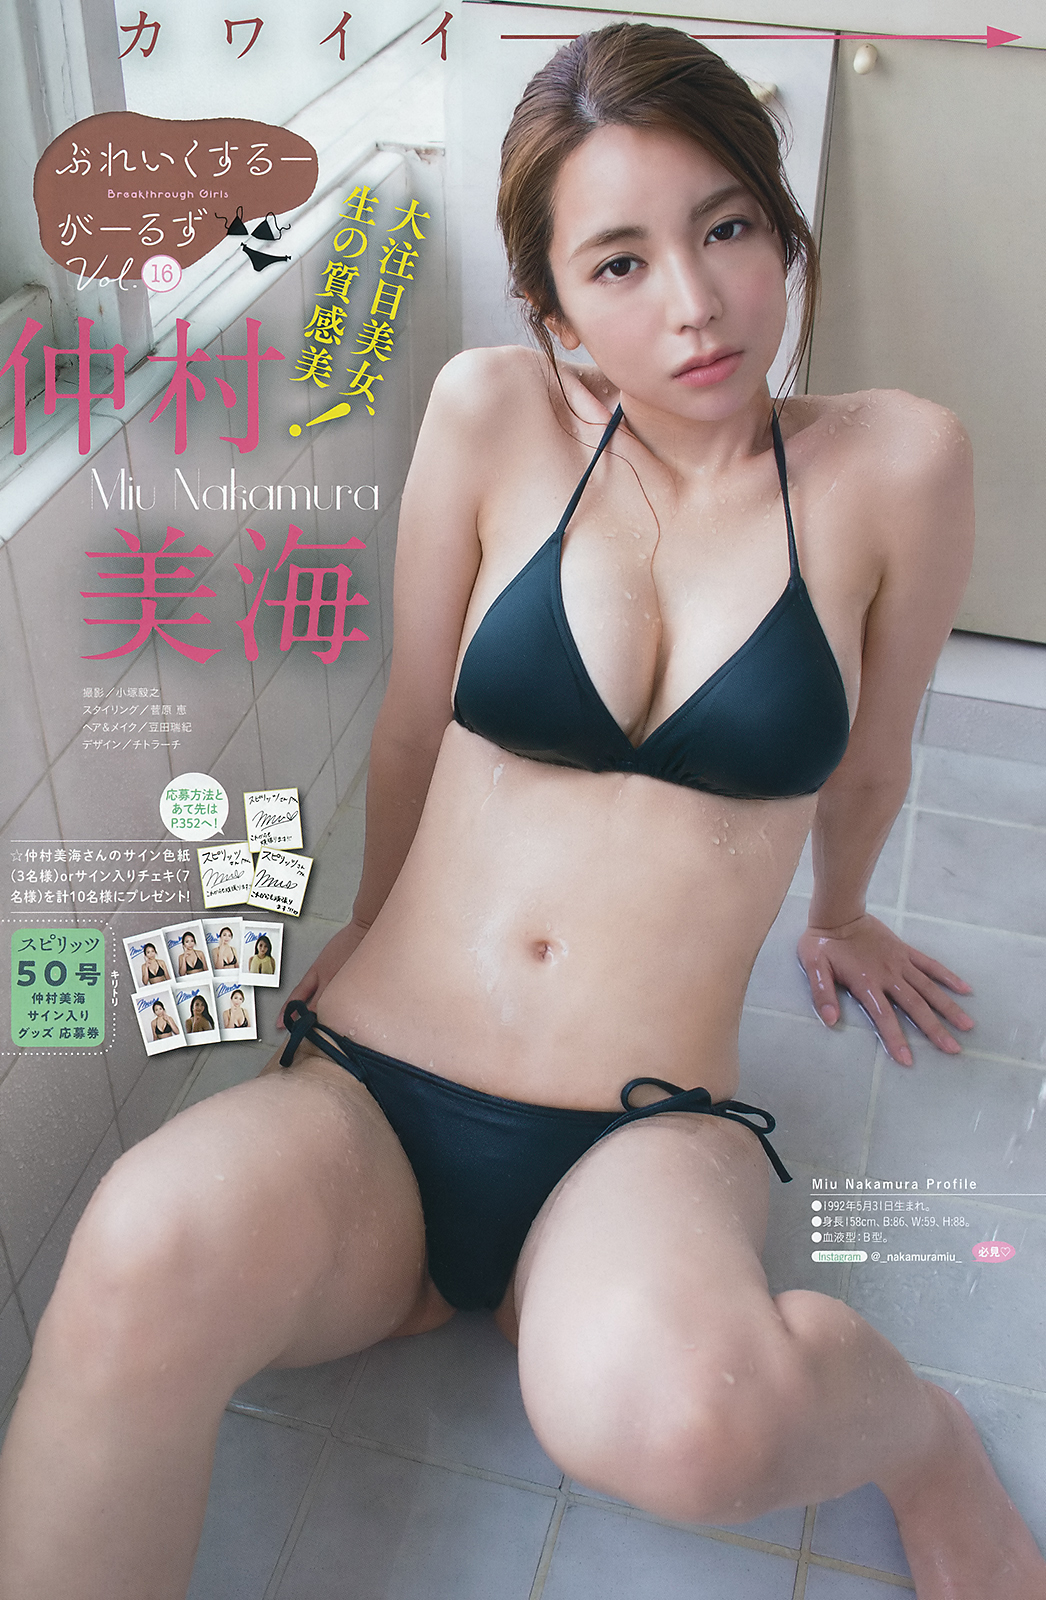 カワイイ
ぶれいくするー
Breakthrough Girls
がーるず
Vol. 16
大注目美女、
生の質感美！
仲村
Miu Nakamura
美海
撮影／小塚毅之
スタイリング／菅原 恵
ヘア&メイク／豆田瑞紀
デザイン／チトラーチ
応募方法と
あて先は
P.352へ!
☆仲村美海さんのサイン色紙
(3名様)orサイン入りチェキ(7
名様)を計10名様にプレゼント!
スピリッツ
50号
仲村美海
サイン入り
グッズ 応募券
キリトリ
Miu Nakamura Profile
●1992年5月31日生まれ。
●身長158cm、B:86、W:59、H:88。
●血液型：B型。
Instagram @_nakamuramiu_ 必見♡